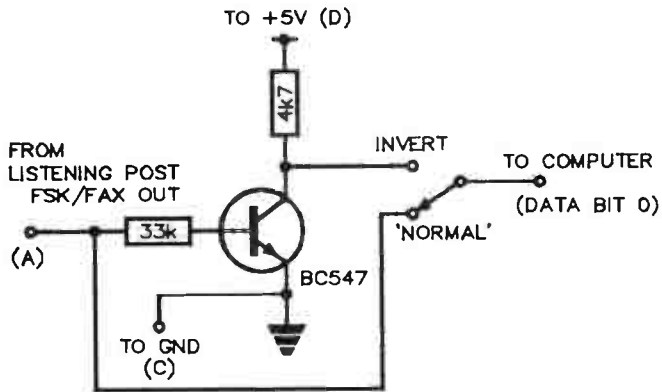 TO +5V (D)
4k7
INVERT
FROM
LISTENING POST
FSK/FAX OUT
TO COMPUTER
(DATA BIT 0)
'NORMAL'
33k
(A)
BC547
TO GND
(C)